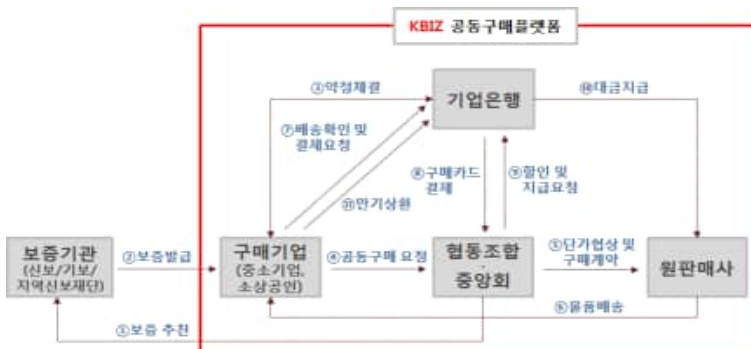 KBIZ 공동구매플랫폼
③약정체결
기업은행
⑩대금지급
⑦배송확인 및
결제요청
⑧구매카드
결제
⑨할인 및
지급요청
⑪만기상환
보증기관
(신보/기보/
지역신보재단)
②보증발급
구매기업
(중소기업,
소상공인)
④공동구매 요청
협동조합
·
중앙회
⑤단가협상 및
구매계약
원판매사
⑥물품배송
①보증 추천